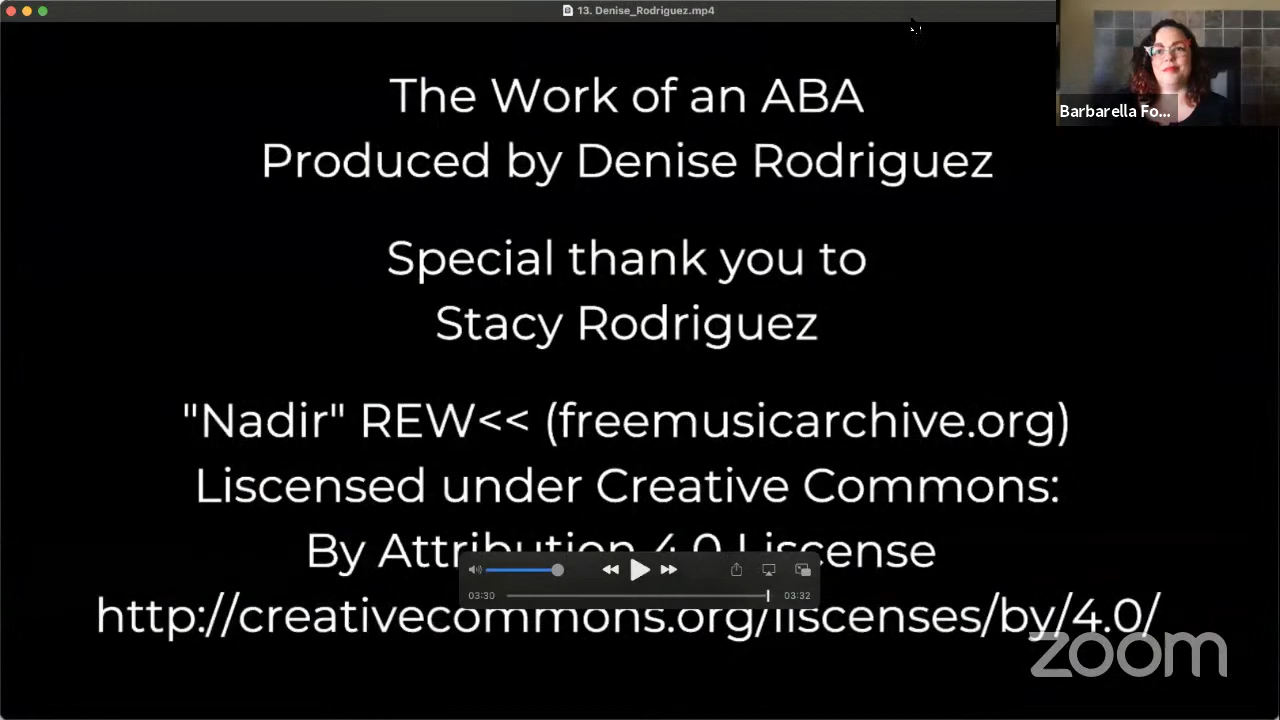 13. Denise_Rodriguez.mp4
The Work of an ABA
Produced by Denise Rodriguez
Special thank you to
Stacy Rodriguez
"Nadir" REW<< (freemusicarchive.org)
Liscensed under Creative Commons:
By Attribution 4.0 Liscense
03:30
03:32
http://creativecommons.org/liscenses/by/4.0/
Barbarella Fo...
zoom